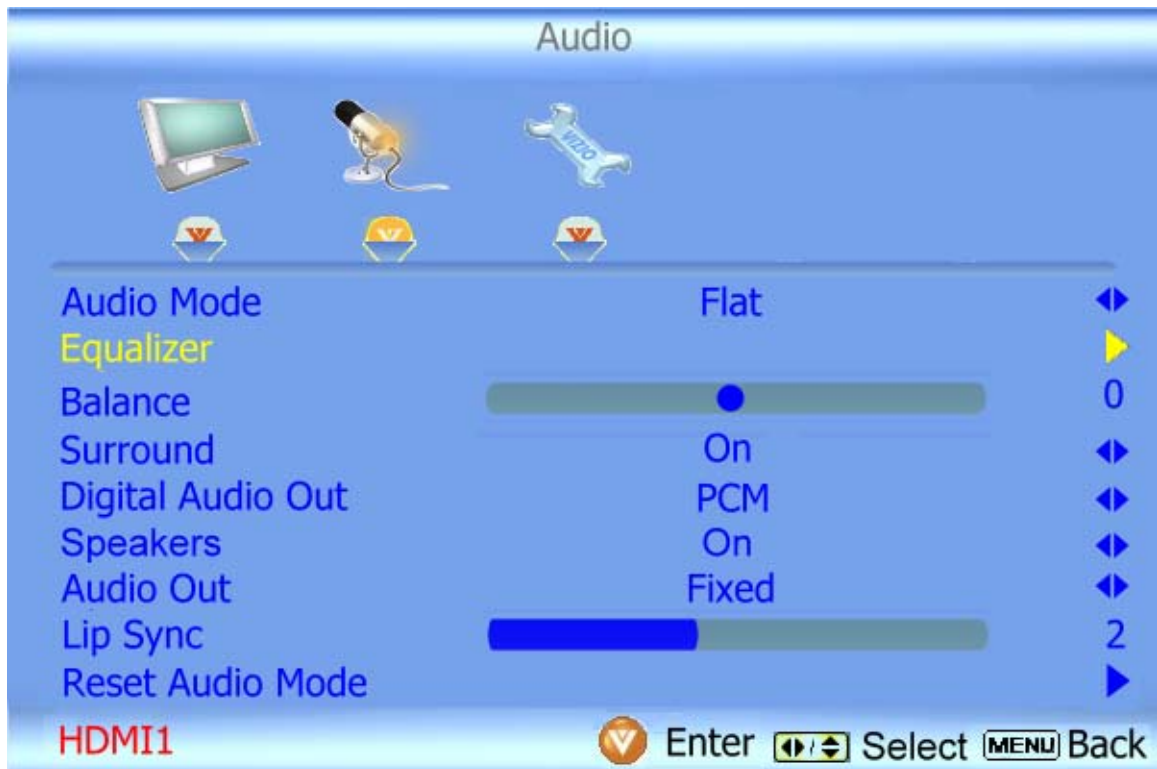 Audio
VIZIO
Audio Mode Flat
Equalizer
Balance 0
Surround On
Digital Audio Out PCM
Speakers On
Audio Out Fixed
Lip Sync 2
Reset Audio Mode
HDMI1 V Enter / Select MENU Back